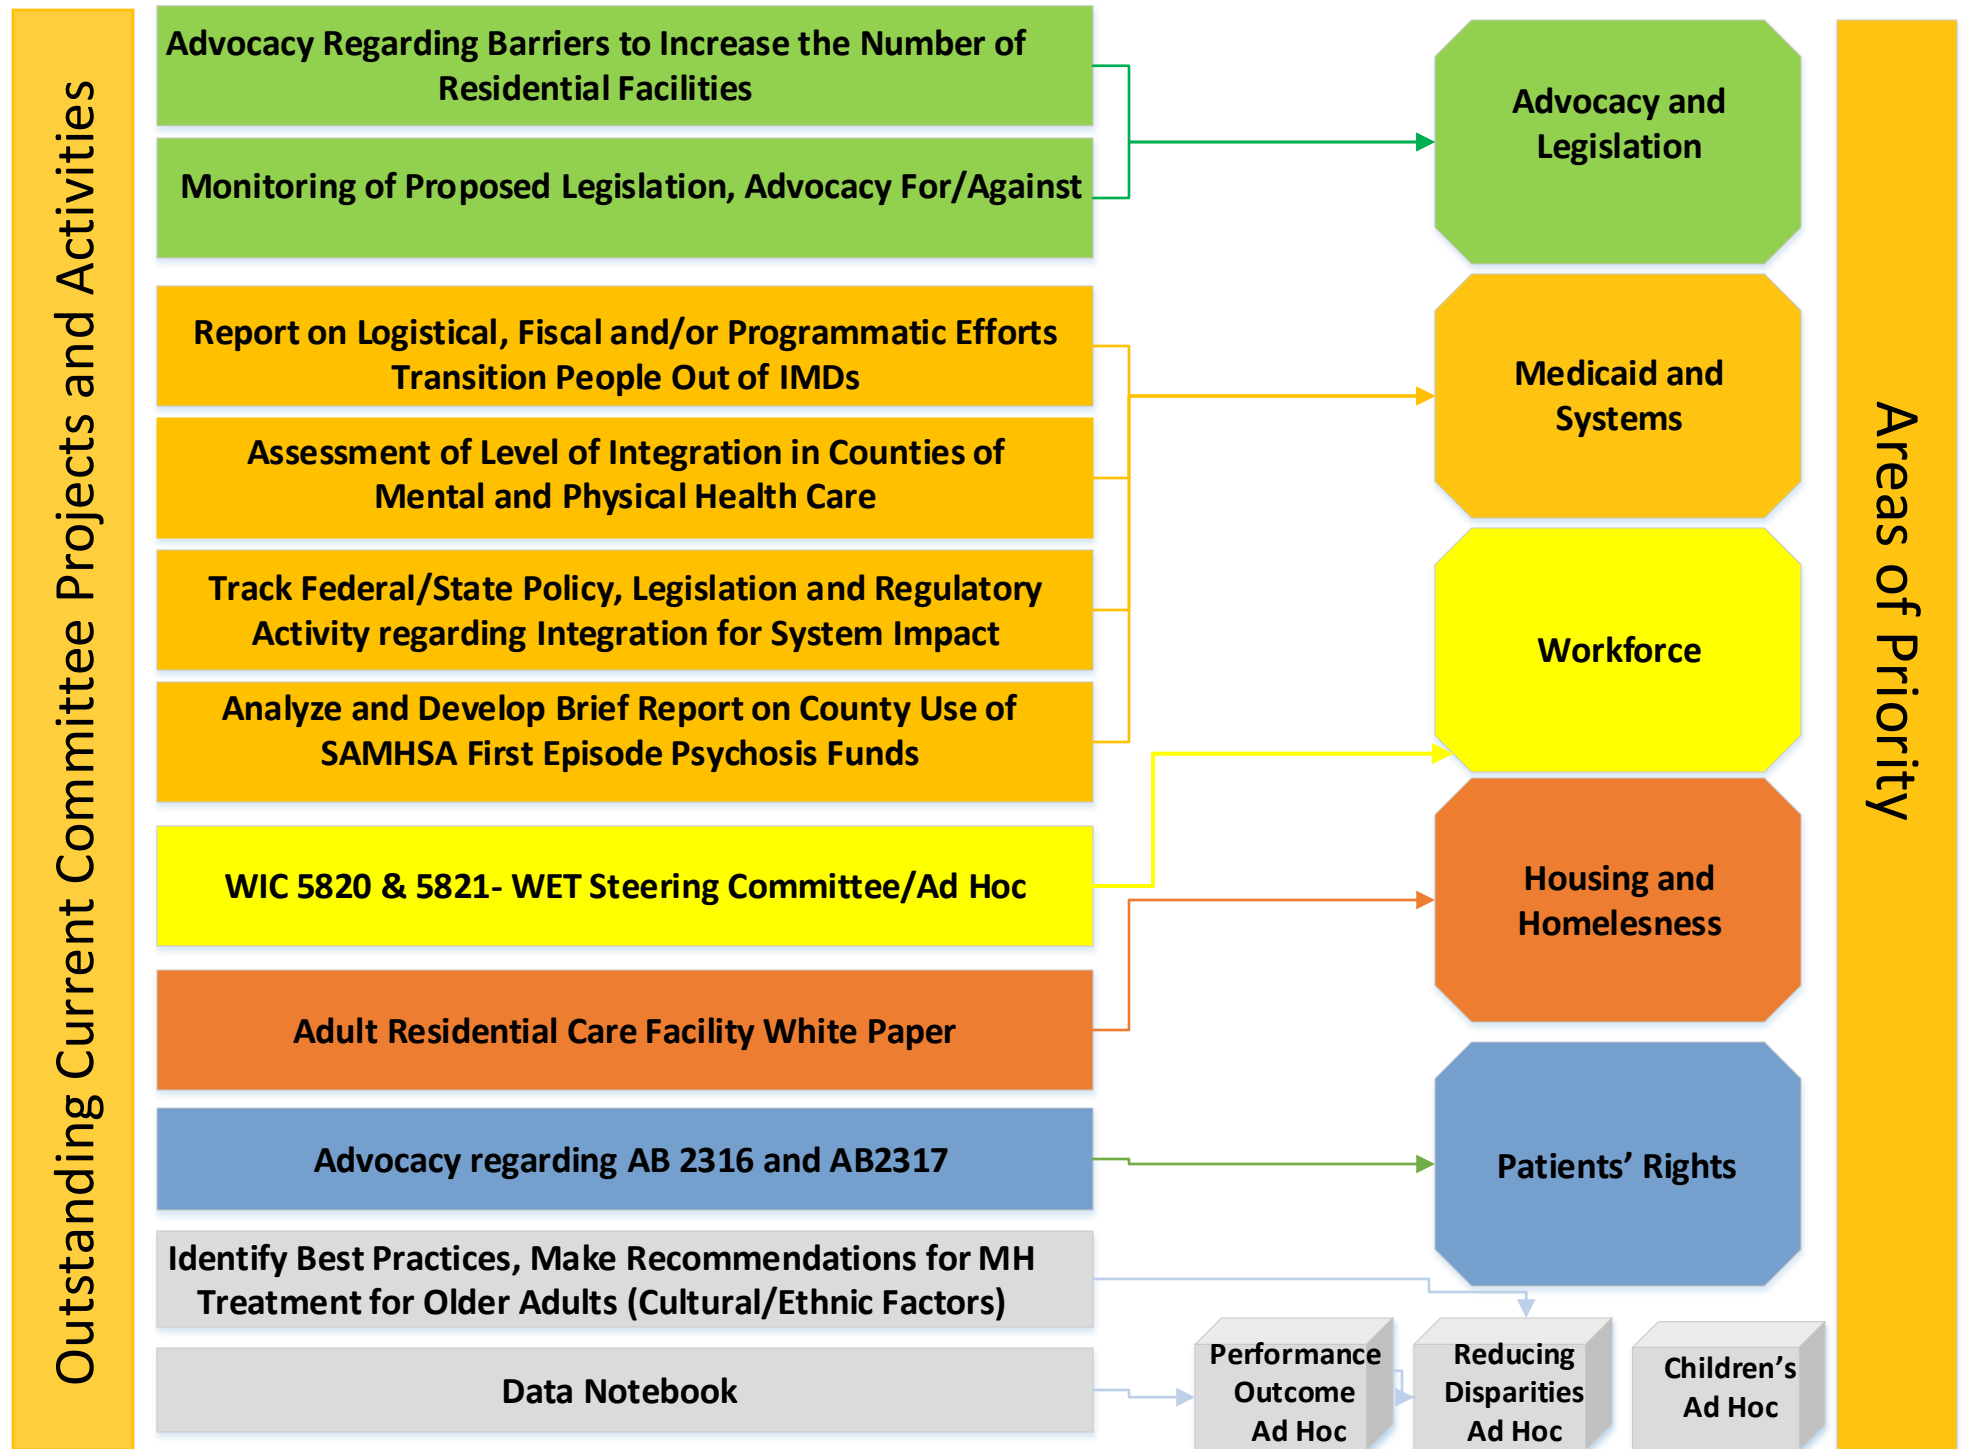 Outstanding Current Committee Projects and Activities
Advocacy Regarding Barriers to Increase the Number of
Residential Facilities
Monitoring of Proposed Legislation, Advocacy For/Against
Report on Logistical, Fiscal and/or Programmatic Efforts
Transition People Out of IMDs
Assessment of Level of Integration in Counties of
Mental and Physical Health Care
Track Federal/State Policy, Legislation and Regulatory
Activity regarding Integration for System Impact
Analyze and Develop Brief Report on County Use of
SAMHSA First Episode Psychosis Funds
WIC 5820 & 5821- WET Steering Committee/Ad Hoc
Adult Residential Care Facility White Paper
Advocacy regarding AB 2316 and AB2317
Identify Best Practices, Make Recommendations for MH
Treatment for Older Adults (Cultural/Ethnic Factors)
Data Notebook
Advocacy and
Legislation
Medicaid and
Systems
Workforce
Housing and
Homelesness
Patients’ Rights
Performance
Outcome
Ad Hoc
Reducing
Disparities
Ad Hoc
Children’s
Ad Hoc
Areas of Priority